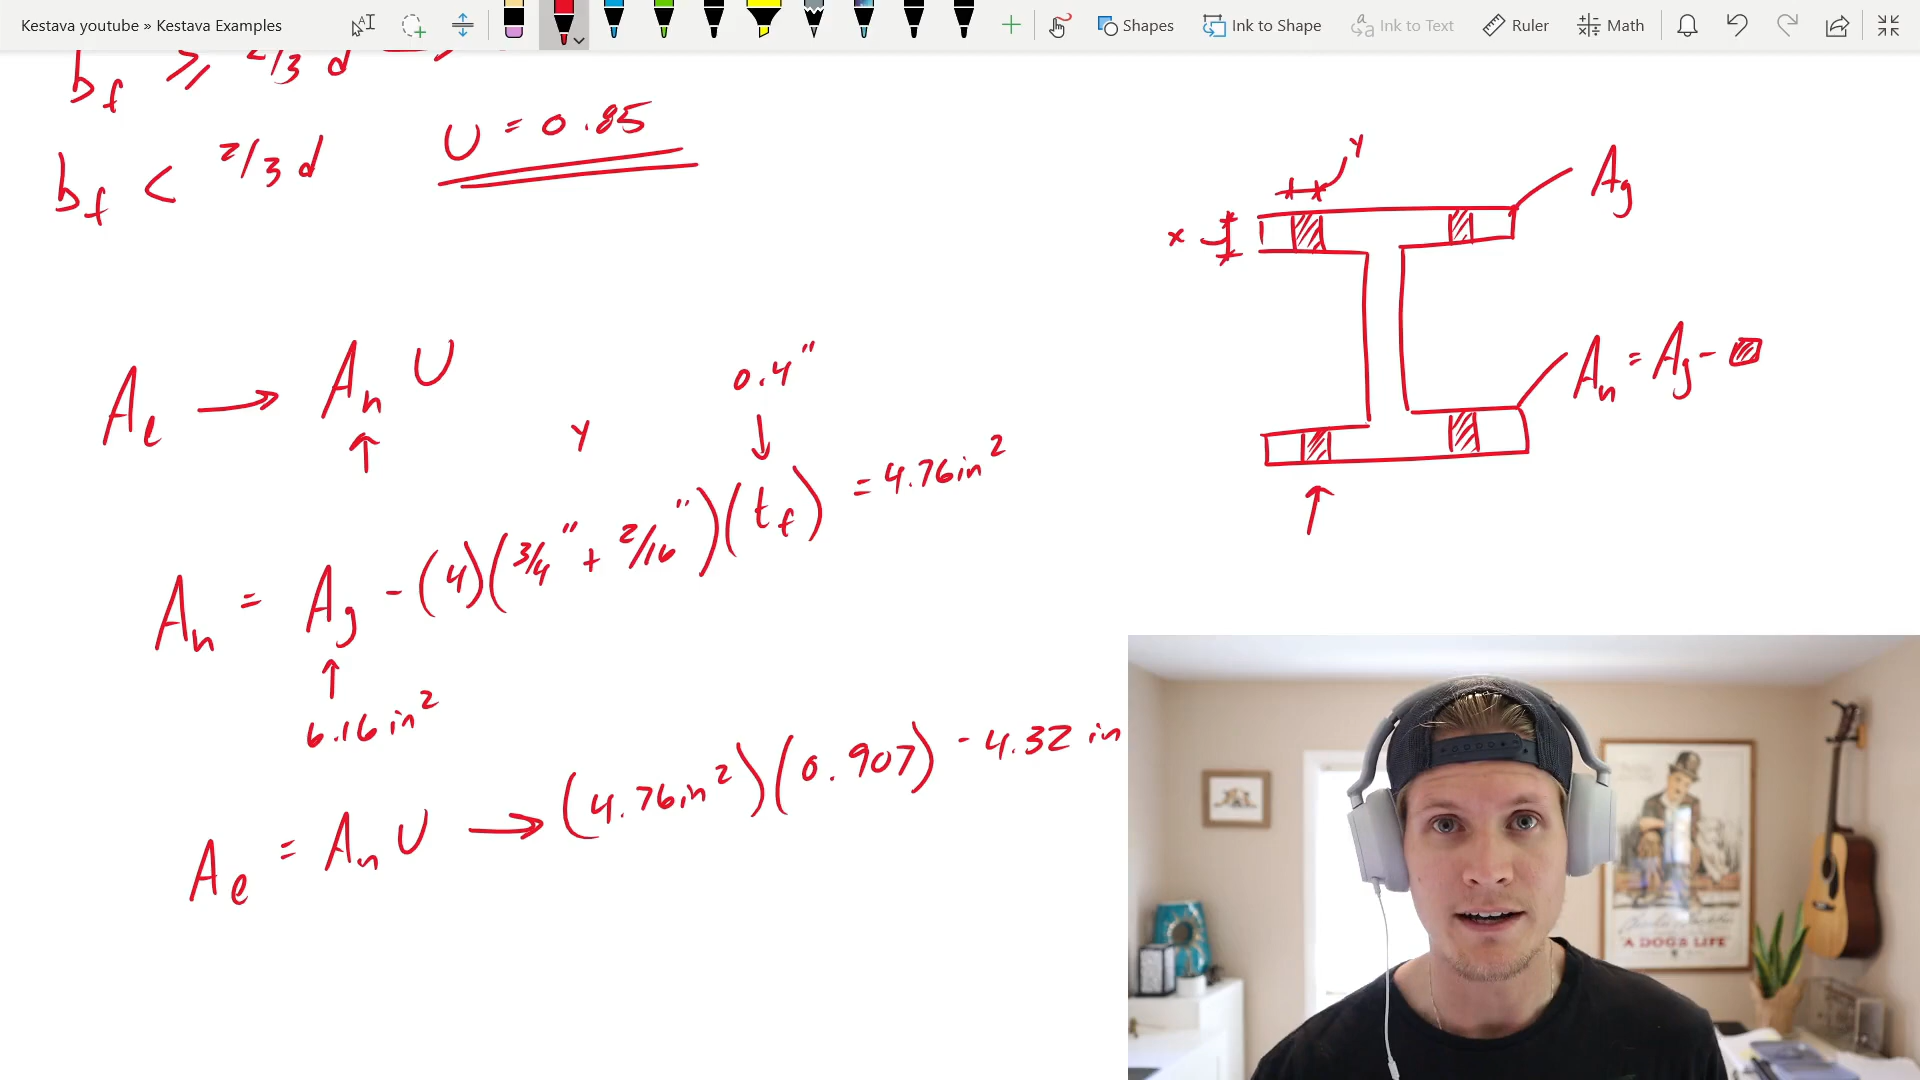 Kestava youtube » Kestava Examples
Shapes
Ink to Shape
Ink to Text
Ruler
Math
bf ≥ 2/3 d
U = 0.85
bf < 2/3 d
y
Ag
x
Ae → An U
0.4"
y
An = Ag -
An = Ag - (4)(3/4" + 2/16")(tf) = 4.76in²
6.16in²
Ae = An U → (4.76in²)(0.907) - 4.32 in
A DOGS LIFE